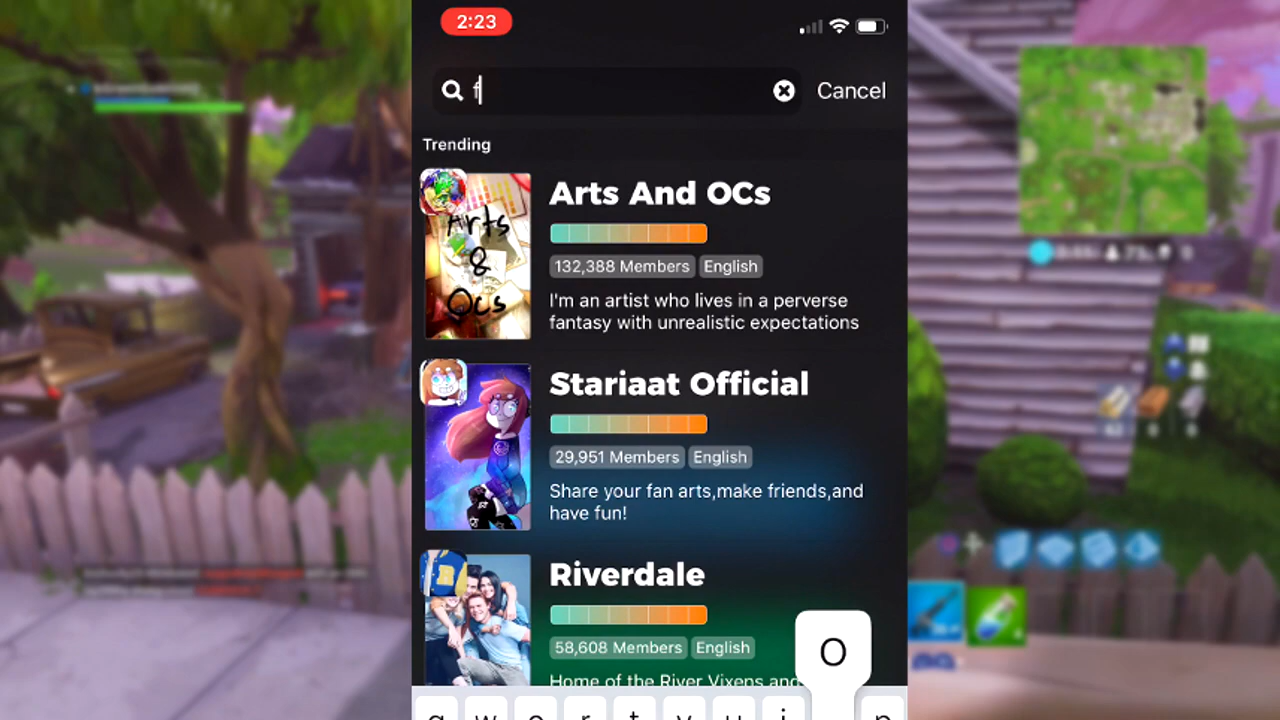 2:23
f
Cancel
Trending
Arts
&
Ocs
Arts And OCs
132,388 Members English
I'm an artist who lives in a perverse
fantasy with unrealistic expectations
Stariaat Official
29,951 Members English
Share your fan arts,make friends,and
have fun!
R
Riverdale
58,608 Members English
Home of the River Vixens and
O
q w e r t y u i p